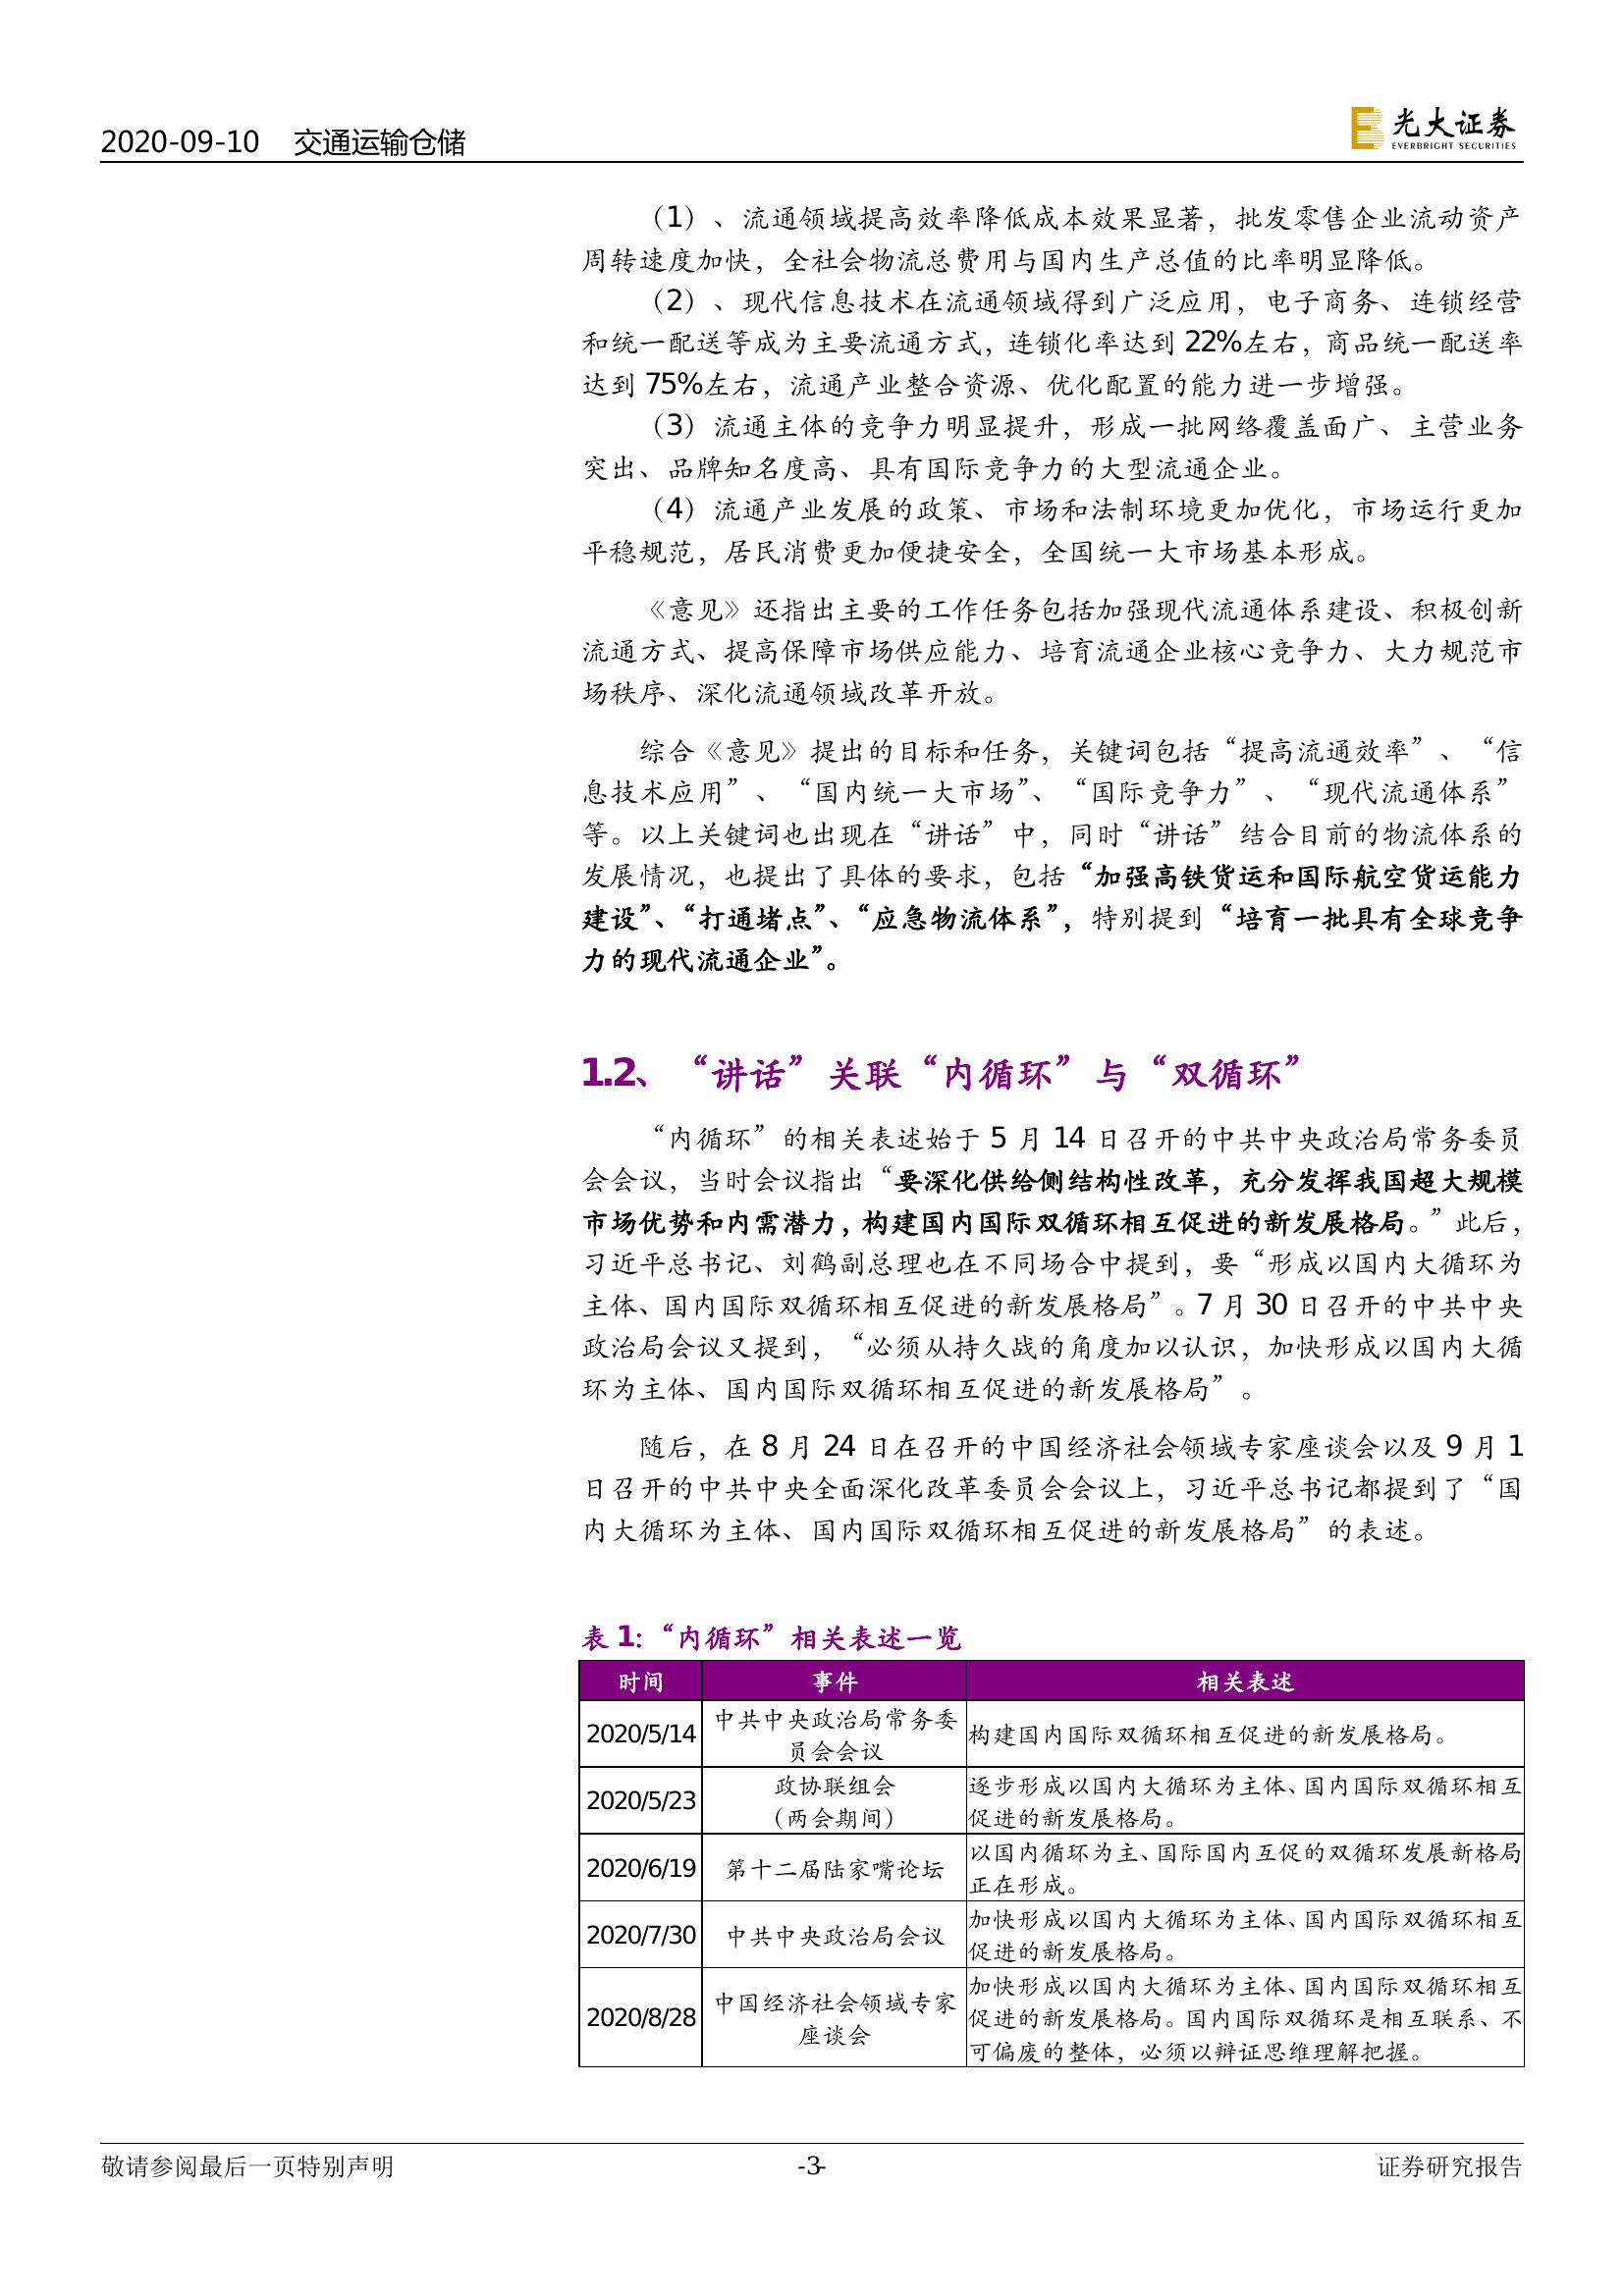 2020-09-10 交通运输仓储
光大证券
EVERBRIGHT SECURITIES
（1）、流通领域提高效率降低成本效果显著，批发零售企业流动资产
周转速度加快，全社会物流总费用与国内生产总值的比率明显降低。
（2）、现代信息技术在流通领域得到广泛应用，电子商务、连锁经营
和统一配送等成为主要流通方式，连锁化率达到 22%左右，商品统一配送率
达到 75%左右，流通产业整合资源、优化配置的能力进一步增强。
（3）流通主体的竞争力明显提升，形成一批网络覆盖面广、主营业务
突出、品牌知名度高、具有国际竞争力的大型流通企业。
（4）流通产业发展的政策、市场和法制环境更加优化，市场运行更加
平稳规范，居民消费更加便捷安全，全国统一大市场基本形成。
《意见》还指出主要的工作任务包括加强现代流通体系建设、积极创新
流通方式、提高保障市场供应能力、培育流通企业核心竞争力、大力规范市
场秩序、深化流通领域改革开放。
综合《意见》提出的目标和任务，关键词包括“提高流通效率”、“信
息技术应用”、“国内统一大市场”、“国际竞争力”、“现代流通体系”
等。以上关键词也出现在“讲话”中，同时“讲话”结合目前的物流体系的
发展情况，也提出了具体的要求，包括“加强高铁货运和国际航空货运能力
建设”、“打通堵点”、“应急物流体系”，特别提到“培育一批具有全球竞争
力的现代流通企业”。
1.2、“讲话”关联“内循环”与“双循环”
“内循环”的相关表述始于 5 月 14 日召开的中共中央政治局常务委员
会会议，当时会议指出“要深化供给侧结构性改革，充分发挥我国超大规模
市场优势和内需潜力，构建国内国际双循环相互促进的新发展格局。”此后，
习近平总书记、刘鹤副总理也在不同场合中提到，要“形成以国内大循环为
主体、国内国际双循环相互促进的新发展格局”。7 月 30 日召开的中共中央
政治局会议又提到，“必须从持久战的角度加以认识，加快形成以国内大循
环为主体、国内国际双循环相互促进的新发展格局”。
随后，在 8 月 24 日在召开的中国经济社会领域专家座谈会以及 9 月 1
日召开的中共中央全面深化改革委员会会议上，习近平总书记都提到了“国
内大循环为主体、国内国际双循环相互促进的新发展格局”的表述。
表 1：“内循环”相关表述一览
时间 事件 相关表述
2020/5/14 中共中央政治局常务委
员会会议 构建国内国际双循环相互促进的新发展格局。
2020/5/23 政协联组会
（两会期间） 逐步形成以国内大循环为主体、国内国际双循环相互
促进的新发展格局。
2020/6/19 第十二届陆家嘴论坛 以国内循环为主、国际国内互促的双循环发展新格局
正在形成。
2020/7/30 中共中央政治局会议 加快形成以国内大循环为主体、国内国际双循环相互
促进的新发展格局。
2020/8/28 中国经济社会领域专家
座谈会 加快形成以国内大循环为主体、国内国际双循环相互
促进的新发展格局。国内国际双循环是相互联系、不
可偏废的整体，必须以辩证思维理解把握。
敬请参阅最后一页特别声明 -3- 证券研究报告